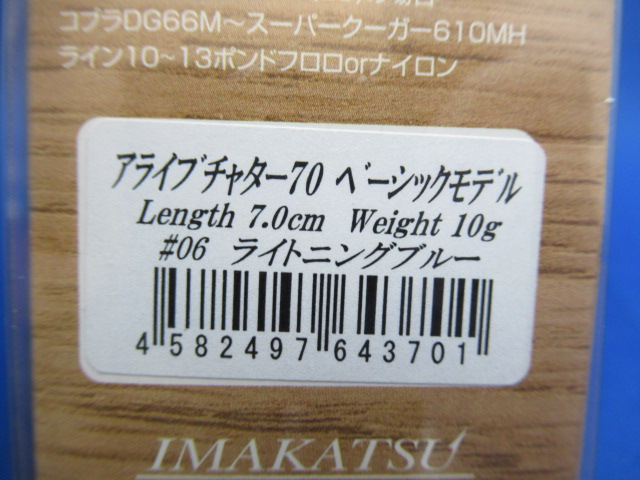 コブラDG66M~スーパークーガー610MH
ライン10~13ポンドフロロorナイロン
アライブチャター70 ベーシックモデル
Length 7.0cm Weight 10g
#06 ライトニングブルー
4 582497 643701
IMAKATSU